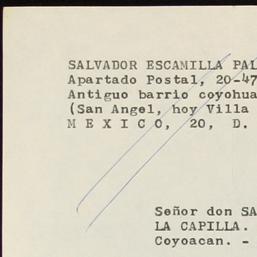 SALVADOR ESCAMILLA PAL
Apartado Postal, 20-47
Antiguo barrio coyohua
(San Angel, hoy Villa
M E X I C O, 20, D.
Señor don SA
LA CAPILLA.
Coyoacan. -